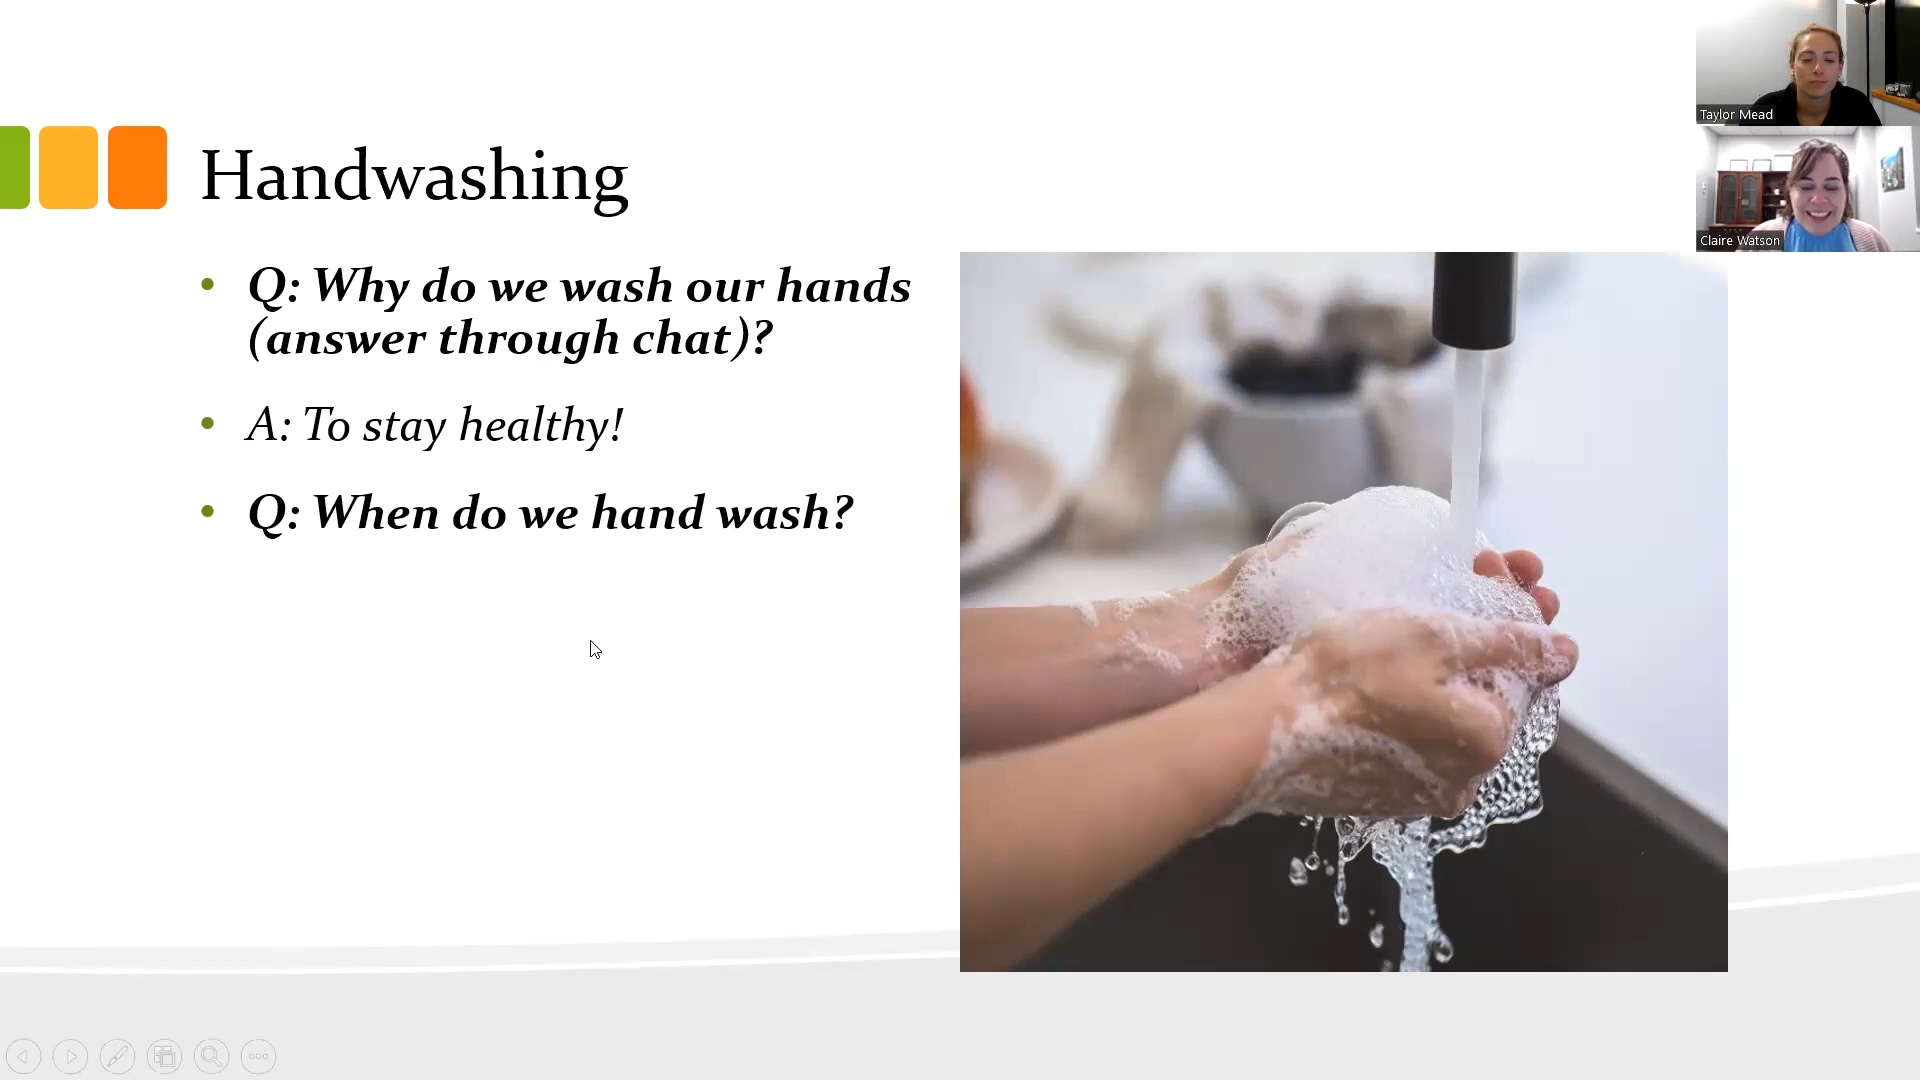 Taylor Mead
Claire Watson
Handwashing
• Q: Why do we wash our hands
(answer through chat)?
• A: To stay healthy!
• Q: When do we hand wash?